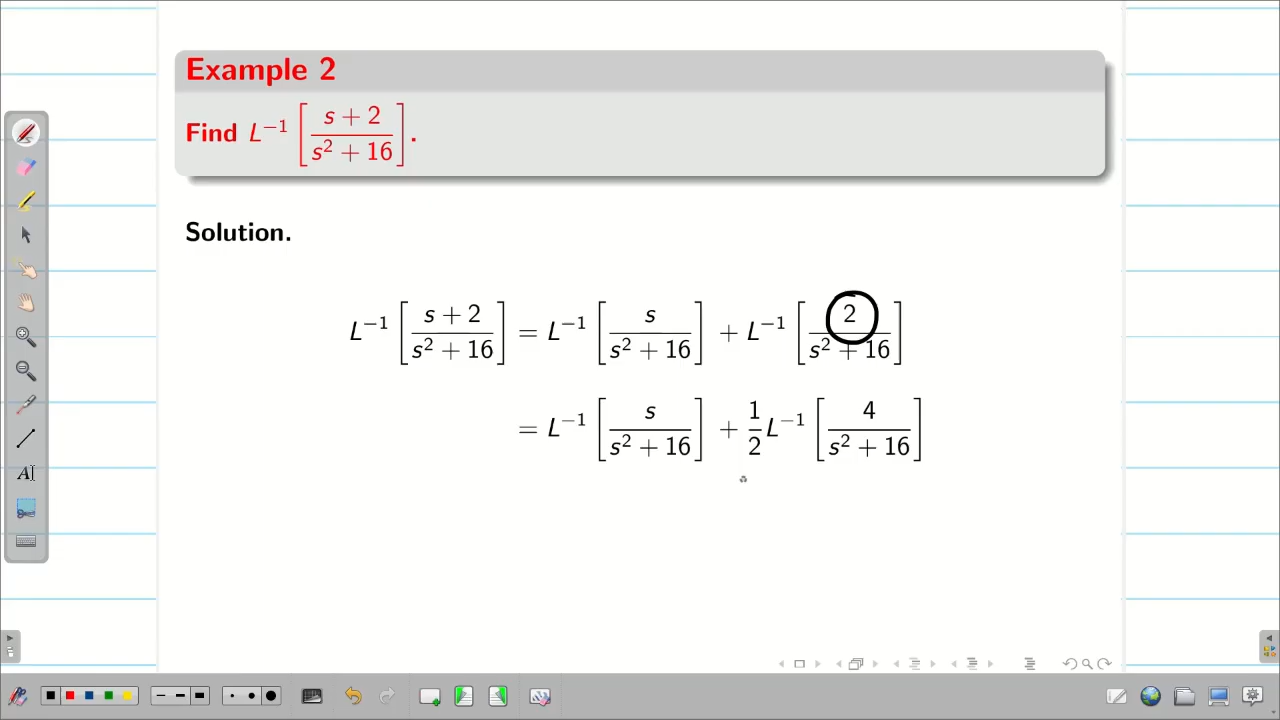 Example 2
Find L⁻¹ [ (s + 2) / (s² + 16) ].
Solution.
L⁻¹ [ (s + 2) / (s² + 16) ] = L⁻¹ [ s / (s² + 16) ] + L⁻¹ [ 2 / (s² + 16) ]
= L⁻¹ [ s / (s² + 16) ] + 1/2 L⁻¹ [ 4 / (s² + 16) ]